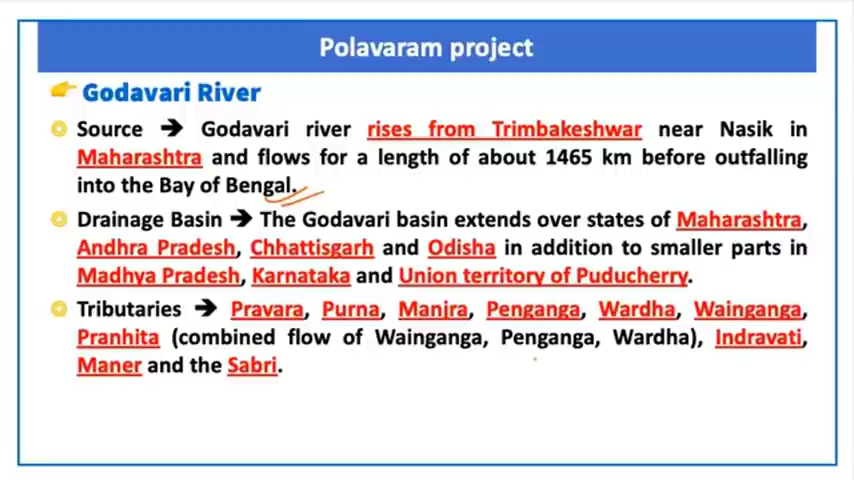 Polavaram project
Godavari River
Source ➔ Godavari river rises from Trimbakeshwar near Nasik in
Maharashtra and flows for a length of about 1465 km before outfalling
into the Bay of Bengal.
Drainage Basin ➔ The Godavari basin extends over states of Maharashtra,
Andhra Pradesh, Chhattisgarh and Odisha in addition to smaller parts in
Madhya Pradesh, Karnataka and Union territory of Puducherry.
Tributaries ➔ Pravara, Purna, Manjra, Penganga, Wardha, Wainganga,
Pranhita (combined flow of Wainganga, Penganga, Wardha), Indravati,
Maner and the Sabri.